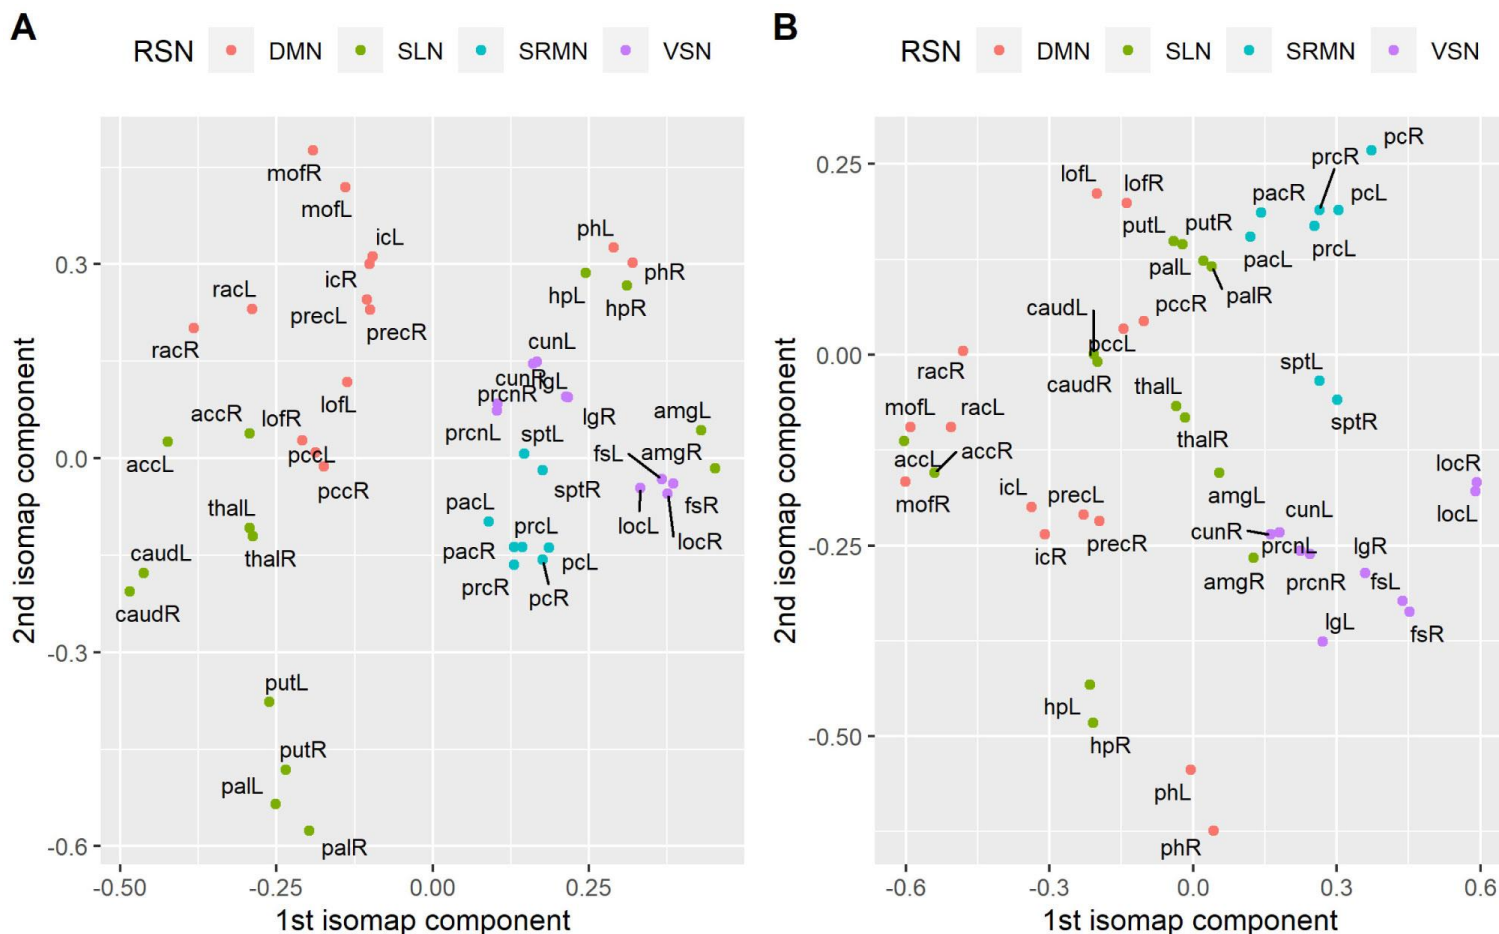 A
RSN DMN SLN SRMN VSN
mofR
mofL
icL
phL
icR
phR
hpL
racL
hpR
precL
precR
racR
cunL
cunR
lgL
prcnR
lofL
accR
lofR
amgL
lgR
prcnL
sptL
amgR
pccL
fsL
accL
pccR
sptR
fsR
pacL
thalL
locL
prcL
locR
caudL
thalR
pacR
pcL
prcR
pcR
caudR
putL
putR
palL
palR
0.3
0.0
-0.3
-0.6
-0.50 -0.25 0.00 0.25
1st isomap component
2nd isomap component
B
RSN DMN SLN SRMN VSN
pcR
prcR
lofL
lofR
pacR
pcL
putL
putR
prcL
pacL
palL
palR
pccR
caudL
pccL
sptL
racR
caudR
thalL
mofL
racL
sptR
thalR
accR
accL
locR
mofR
icL
precL
amgL
locL
cunL
cunR
precR
prcnL
lgR
icR
amgR
prcnR
fsL
lgL
fsR
hpL
hpR
phL
phR
0.25
0.00
-0.25
-0.50
-0.6 -0.3 0.0 0.3 0.6
1st isomap component
2nd isomap component